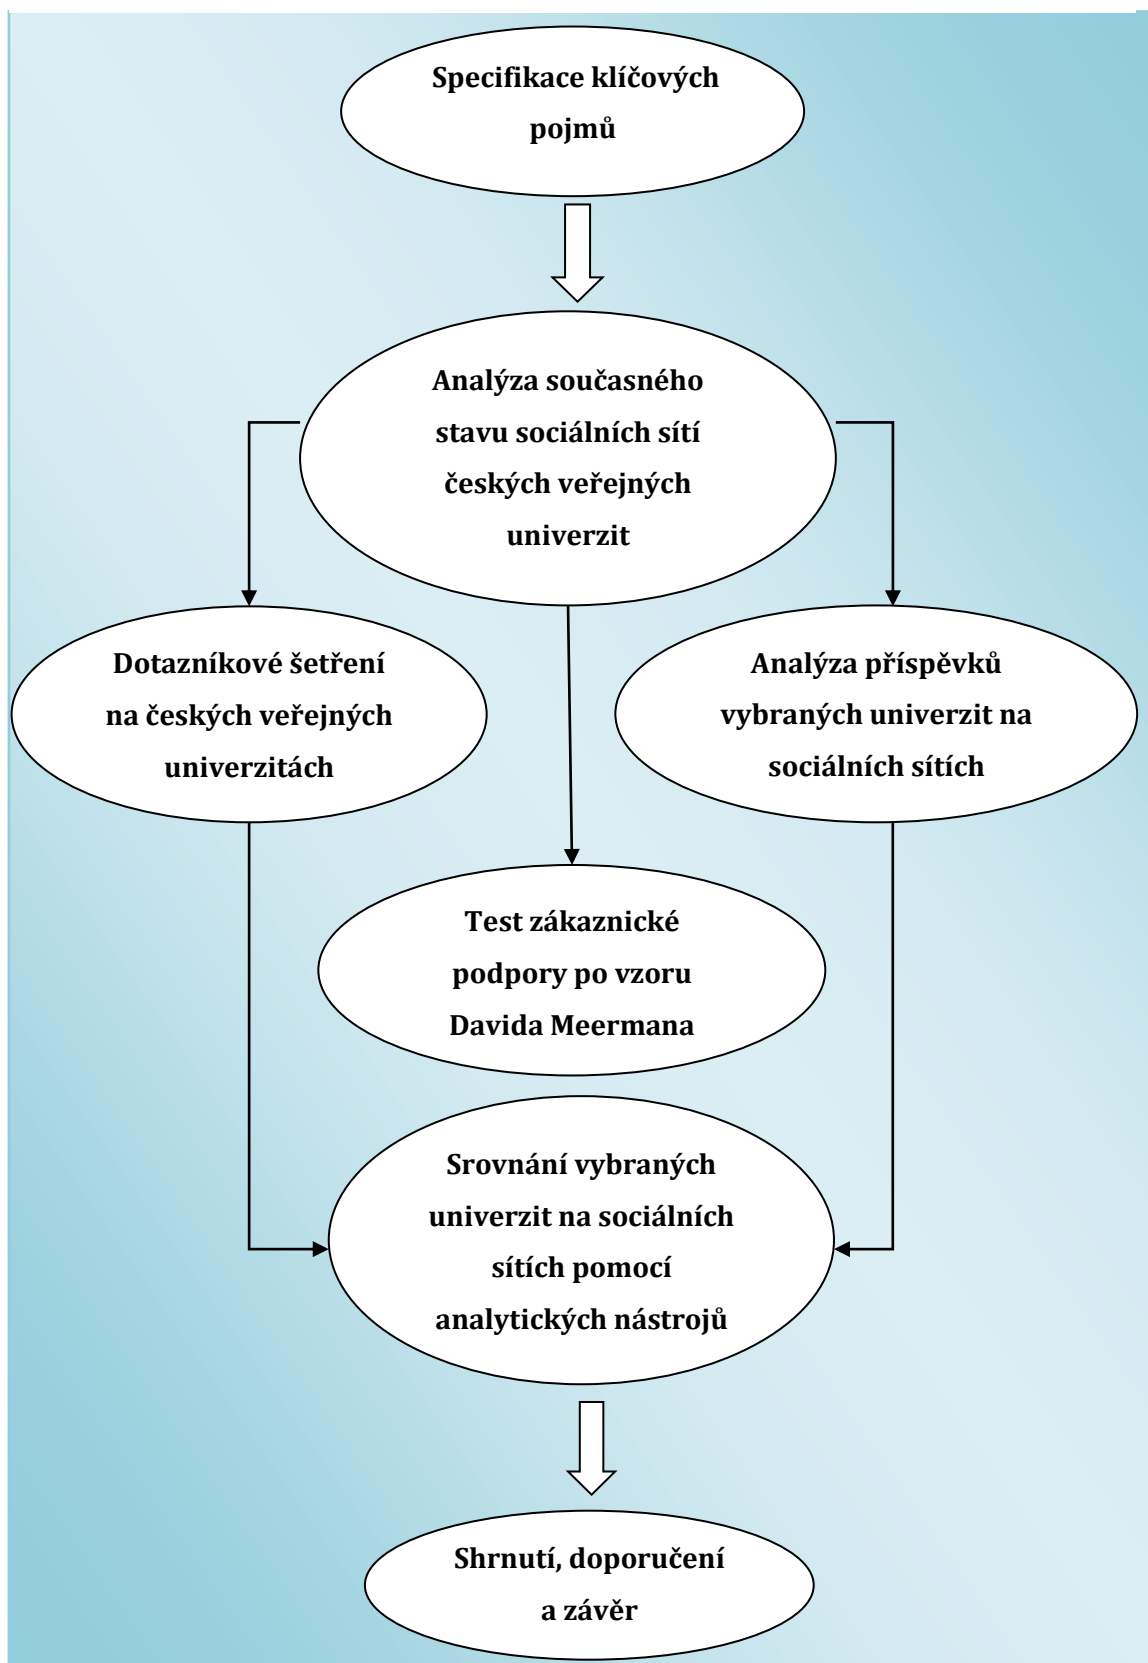 Specifikace klíčových
pojmů
Analýza současného
stavu sociálních sítí
českých veřejných
univerzit
Dotazníkové šetření
na českých veřejných
univerzitách
Analýza příspěvků
vybraných univerzit na
sociálních sítích
Test zákaznické
podpory po vzoru
Davida Meermana
Srovnání vybraných
univerzit na sociálních
sítích pomocí
analytických nástrojů
Shrnutí, doporučení
a závěr